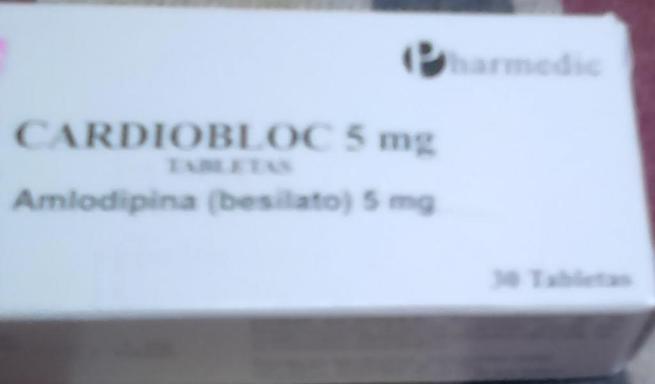 Pharmedic
CARDIOBLOC 5 mg
TABLETAS
Amlodipina (besilato) 5 mg
30 Tabletas